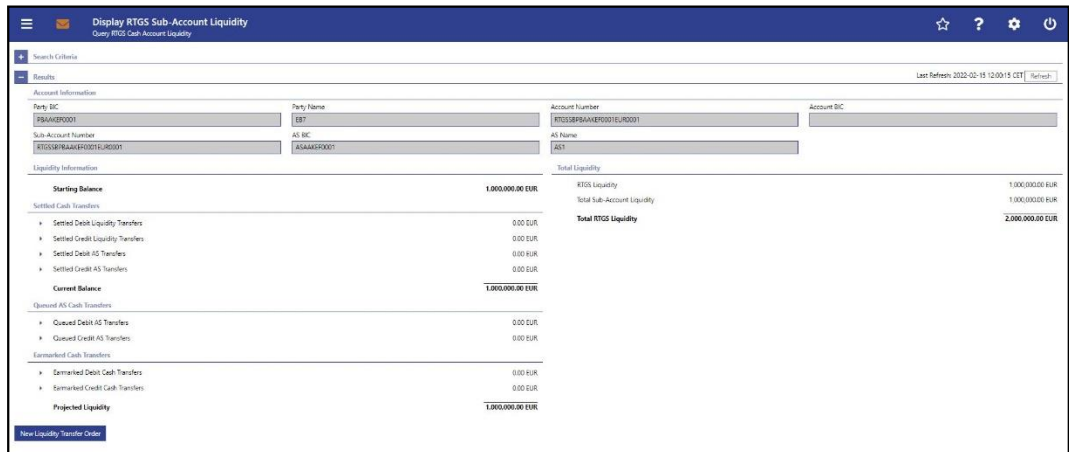 Display RTGS Sub-Account Liquidity
Query RTGS Cash Account Liquidity
Search Criteria
Results
Last Refresh: 2022-02-15 12:00:15 CET Refresh
Account Information
Party BIC Party Name Account Number Account BIC
PBAAKEF0001 EB7 RTGSSBPBAAKEF0001EUR0001
Sub-Account Number AS BIC AS Name
RTGSSBPBAAKEF0001EUR0001 ASAAKEF0001 AS1
Liquidity Information Total Liquidity
Starting Balance 1.000.000.00 EUR RTGS Liquidity 1,000,000.00 EUR
Settled Cash Transfers Total Sub-Account Liquidity 1,000,000.00 EUR
Settled Debit Liquidity Transfers 0.00 EUR Total RTGS Liquidity 2,000,000.00 EUR
Settled Credit Liquidity Transfers 0.00 EUR
Settled Debit AS Transfers 0.00 EUR
Settled Credit AS Transfers 0.00 EUR
Current Balance 1.000.000.00 EUR
Queued AS Cash Transfers
Queued Debit AS Transfers 0.00 EUR
Queued Credit AS Transfers 0.00 EUR
Earmarked Cash Transfers
Earmarked Debit Cash Transfers 0.00 EUR
Earmarked Credit Cash Transfers 0.00 EUR
Projected Liquidity 1.000.000.00 EUR
New Liquidity Transfer Order